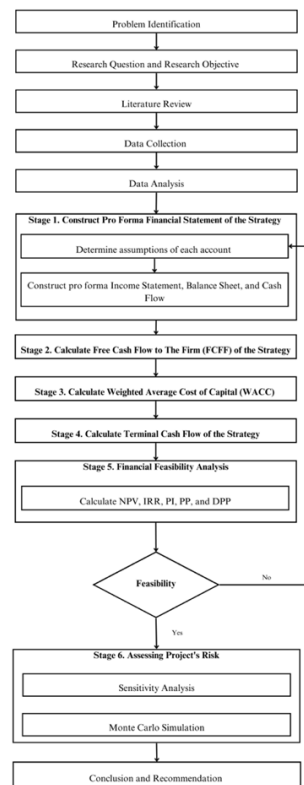 Problem Identification
Research Question and Research Objective
Literature Review
Data Collection
Data Analysis
Stage 1. Construct Pro Forma Financial Statement of the Strategy
Determine assumptions of each account
Construct pro forma Income Statement, Balance Sheet, and Cash
Flow
Stage 2. Calculate Free Cash Flow to The Firm (FCFF) of the Strategy
Stage 3. Calculate Weighted Average Cost of Capital (WACC)
Stage 4. Calculate Terminal Cash Flow of the Strategy
Stage 5. Financial Feasibility Analysis
Calculate NPV, IRR, PI, PP, and DPP
Feasibility
No
Yes
Stage 6. Assessing Project's Risk
Sensitivity Analysis
Monte Carlo Simulation
Conclusion and Recommendation